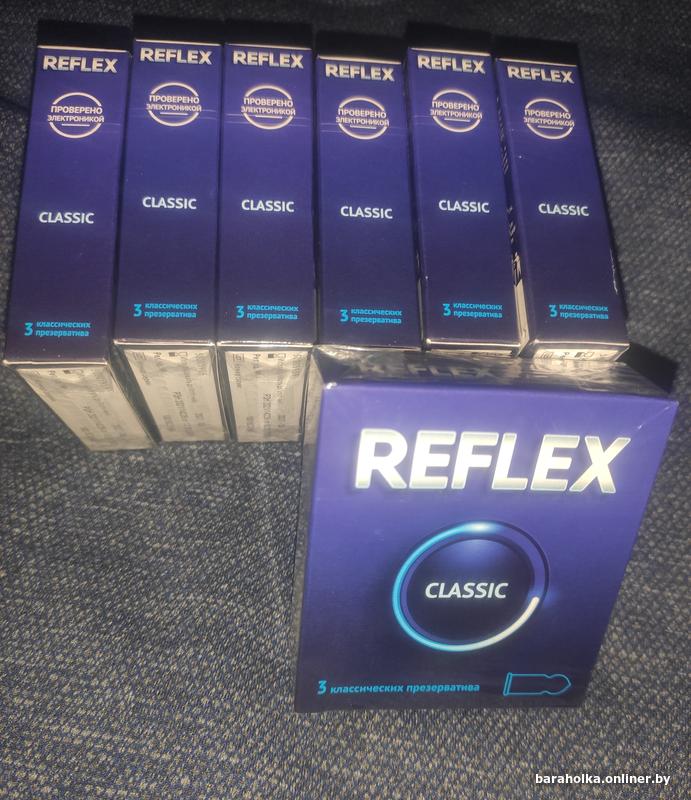 REFLEX
ПРОВЕРЕНО
ЭЛЕКТРОНИКОЙ
CLASSIC
3 классических
презерватива
REFLEX
ПРОВЕРЕНО
ЭЛЕКТРОНИКОЙ
CLASSIC
3 классических
презерватива
REFLEX
ПРОВЕРЕНО
ЭЛЕКТРОНИКОЙ
CLASSIC
3 классических
презерватива
REFLEX
ПРОВЕРЕНО
ЭЛЕКТРОНИКОЙ
CLASSIC
3 классических
презерватива
REFLEX
ПРОВЕРЕНО
ЭЛЕКТРОНИКОЙ
CLASSIC
3 классических
презерватива
REFLEX
ПРОВЕРЕНО
ЭЛЕКТРОНИКОЙ
CLASSIC
3 классических
презерватива
REFLEX
REFLEX
CLASSIC
3 классических презерватива
baraholka.onliner.by